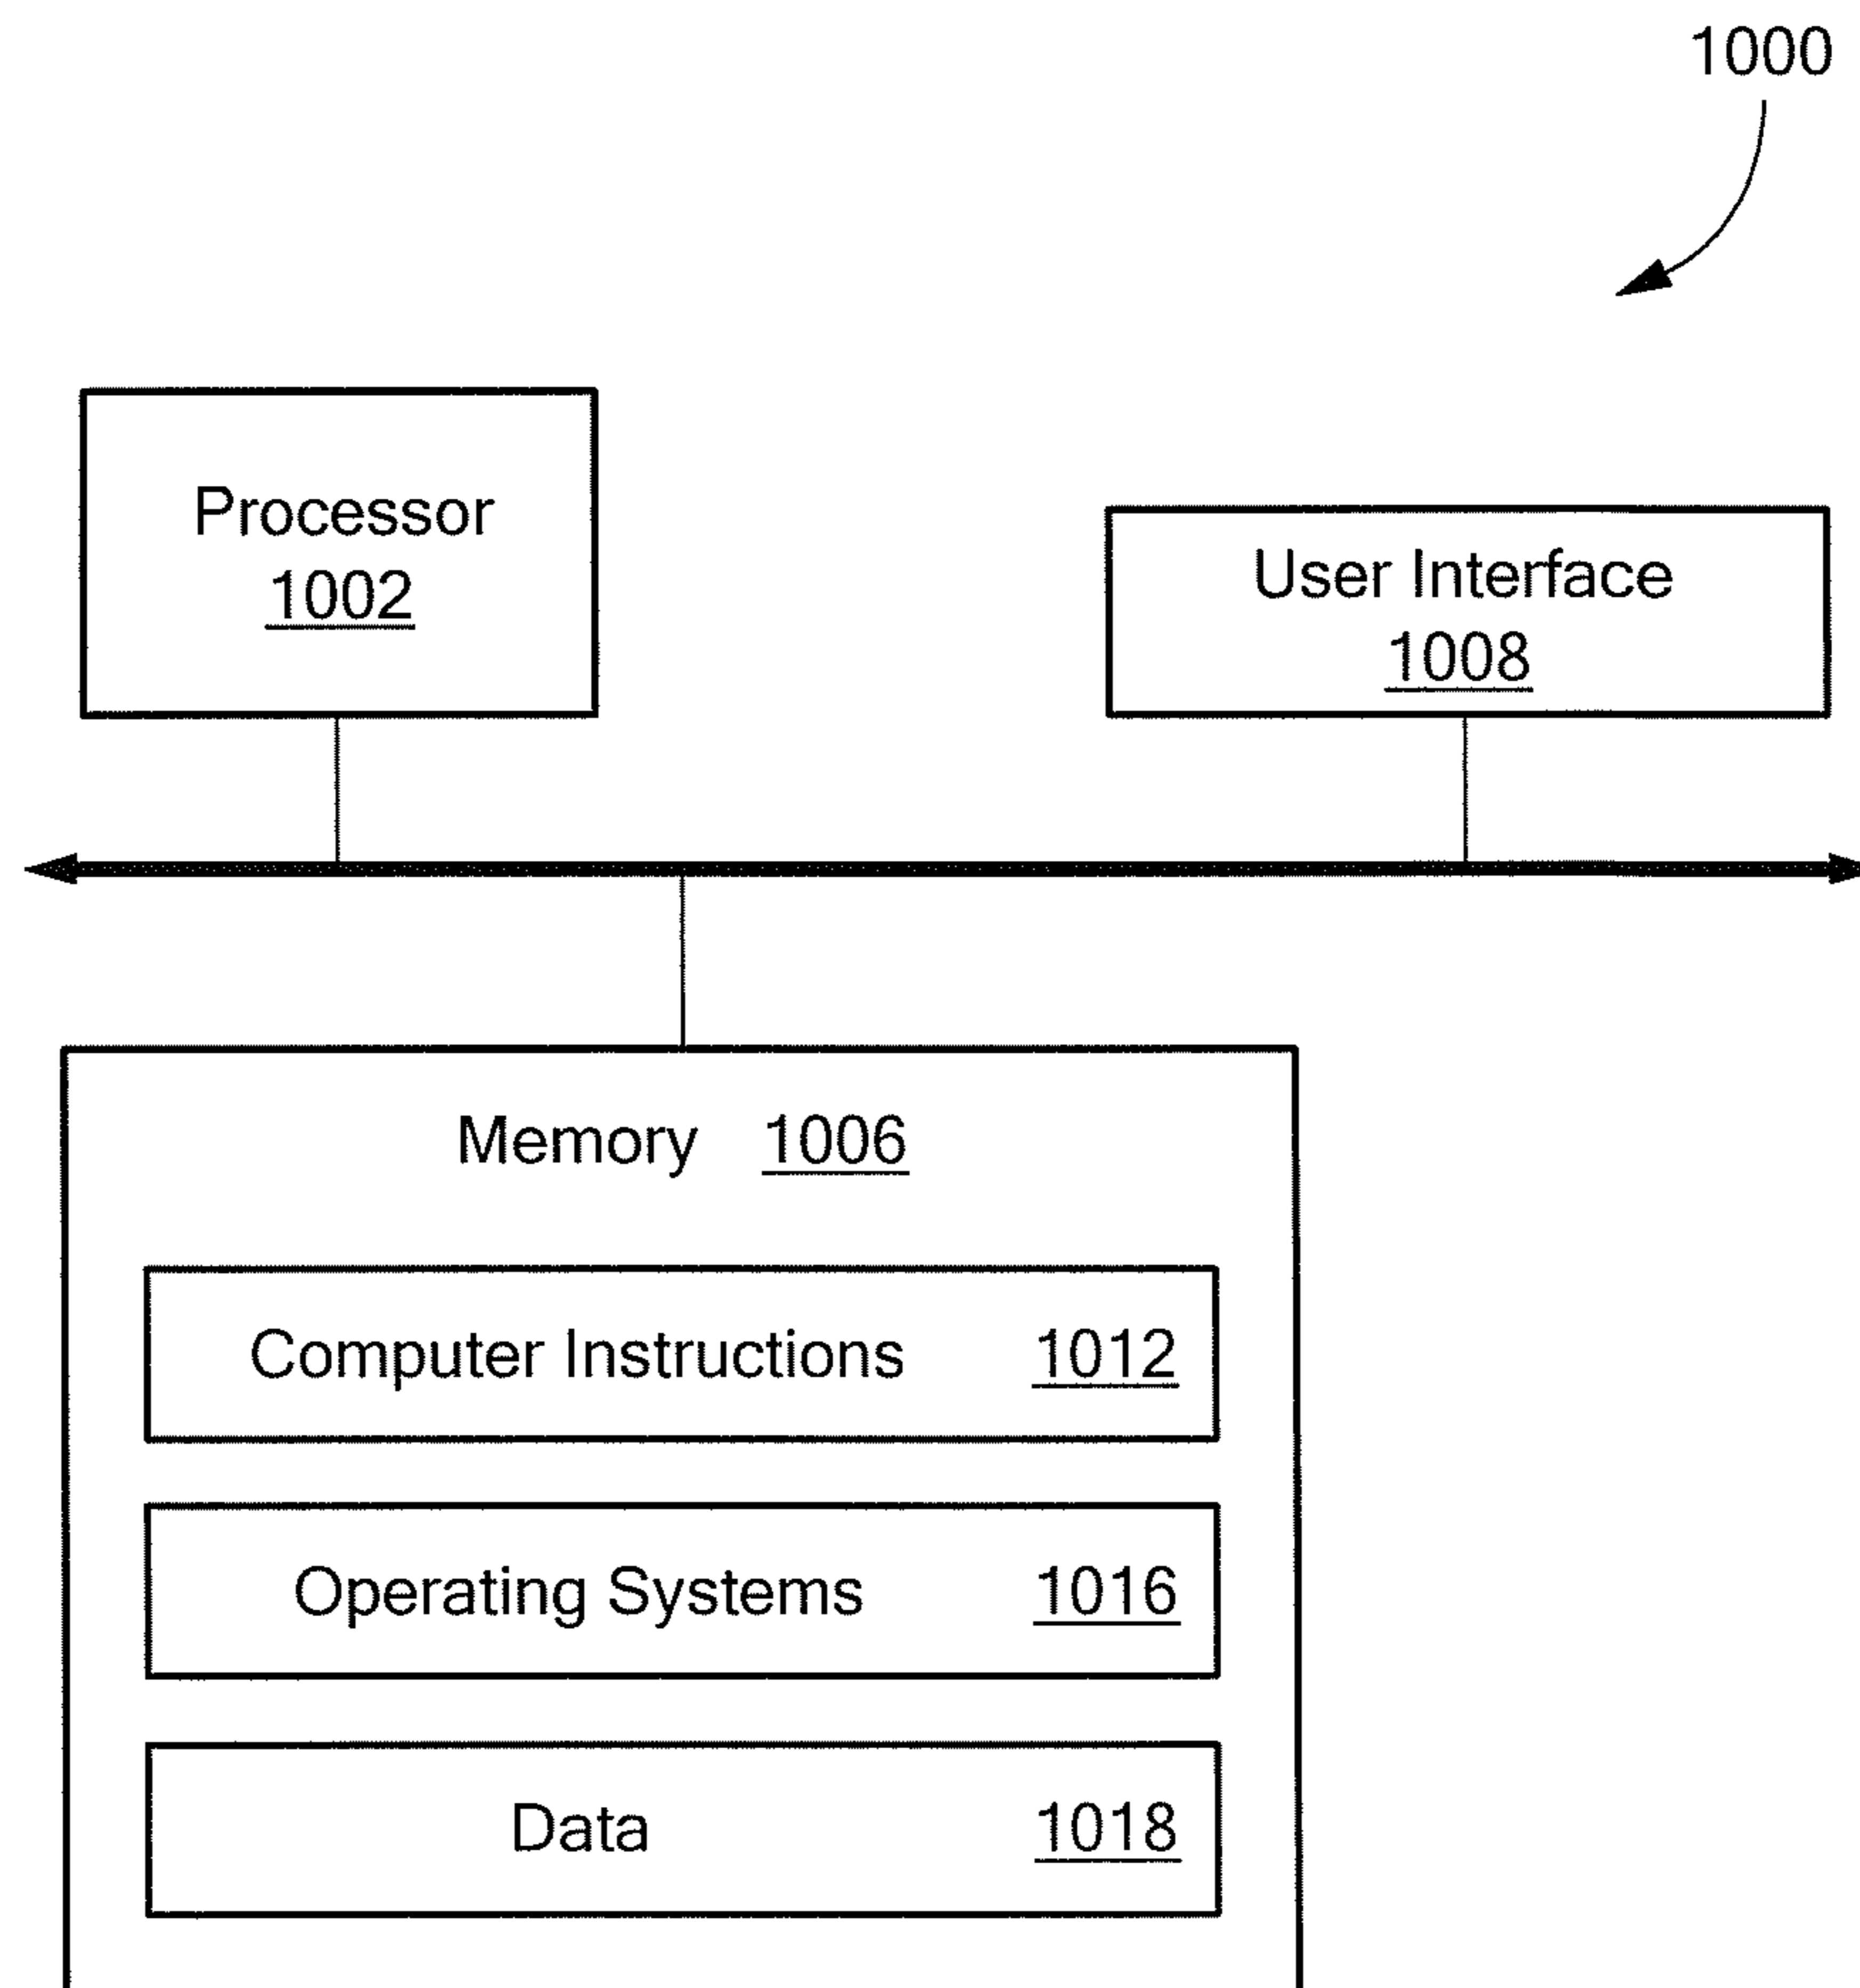 1000
Processor
1002
User Interface
1008
Memory 1006
Computer Instructions 1012
Operating Systems 1016
Data 1018